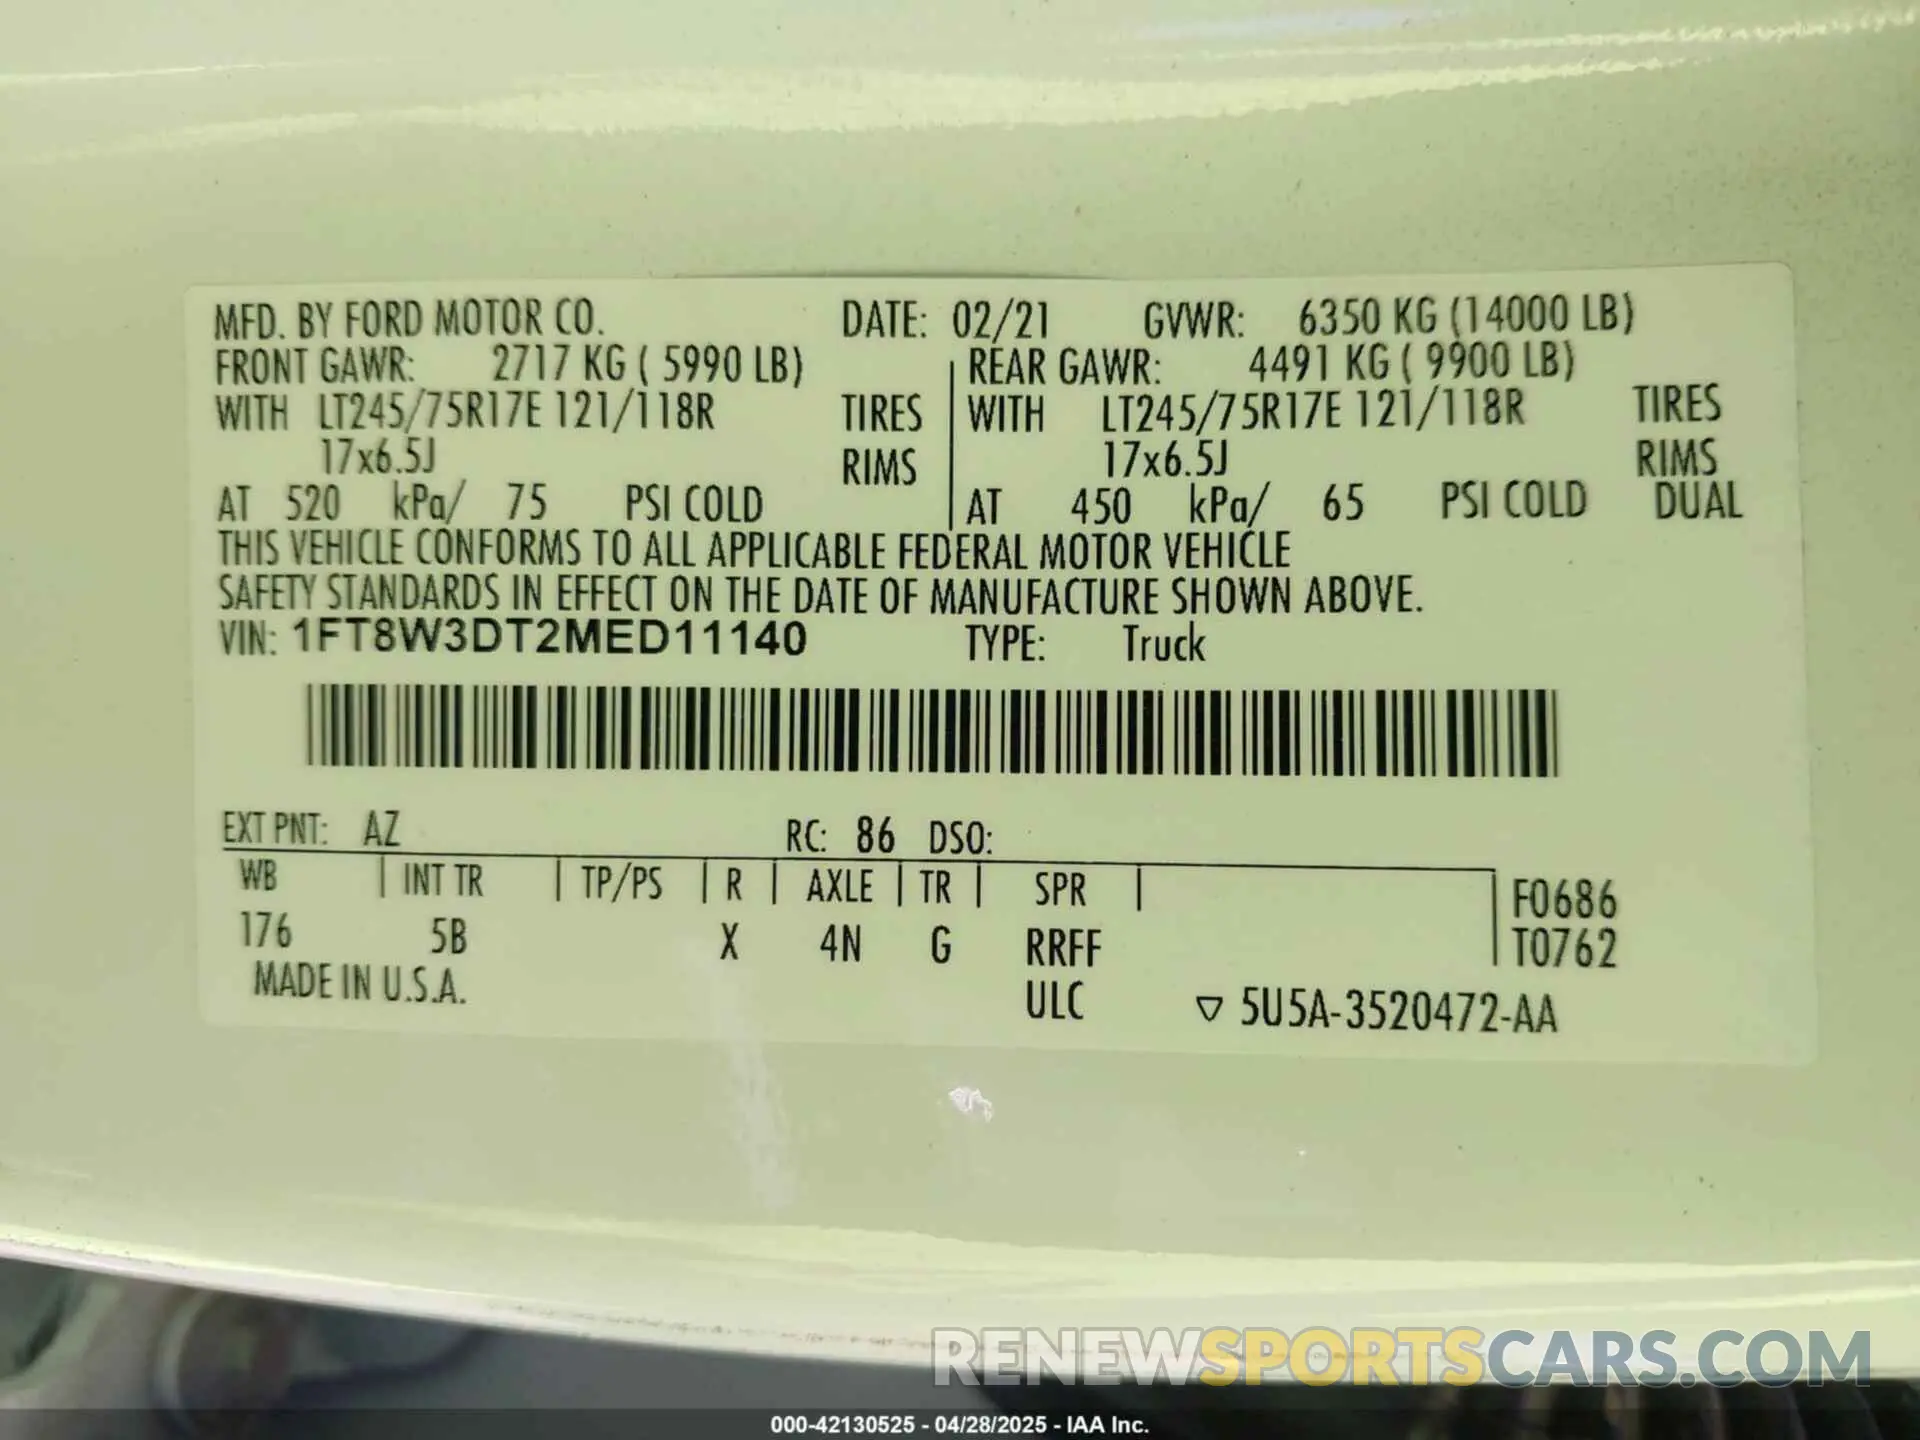 MFD. BY FORD MOTOR CO. DATE: 02/21 GVWR: 6350 KG (14000 LB)
FRONT GAWR: 2717 KG ( 5990 LB) REAR GAWR: 4491 KG ( 9900 LB)
WITH LT245/75R17E 121/118R TIRES WITH LT245/75R17E 121/118R TIRES
17x6.5J RIMS 17x6.5J RIMS
AT 520 kPa/ 75 PSI COLD AT 450 kPa/ 65 PSI COLD DUAL
THIS VEHICLE CONFORMS TO ALL APPLICABLE FEDERAL MOTOR VEHICLE
SAFETY STANDARDS IN EFFECT ON THE DATE OF MANUFACTURE SHOWN ABOVE.
VIN: 1FT8W3DT2MED11140 TYPE: Truck
EXT PNT: AZ RC: 86 DSO:
WB INT TR TP/PS R AXLE TR SPR F0686
176 5B X 4N G RRFF T0762
MADE IN U.S.A. ULC ▽ 5U5A-3520472-AA
RENEWSPORTSCARS.COM
000-42130525 - 04/28/2025 - IAA Inc.